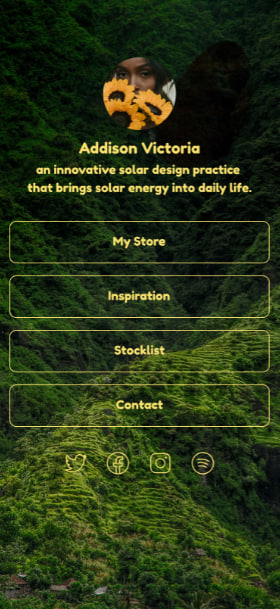 Addison Victoria
an innovative solar design practice
that brings solar energy into daily life.
My Store
Inspiration
Stocklist
Contact